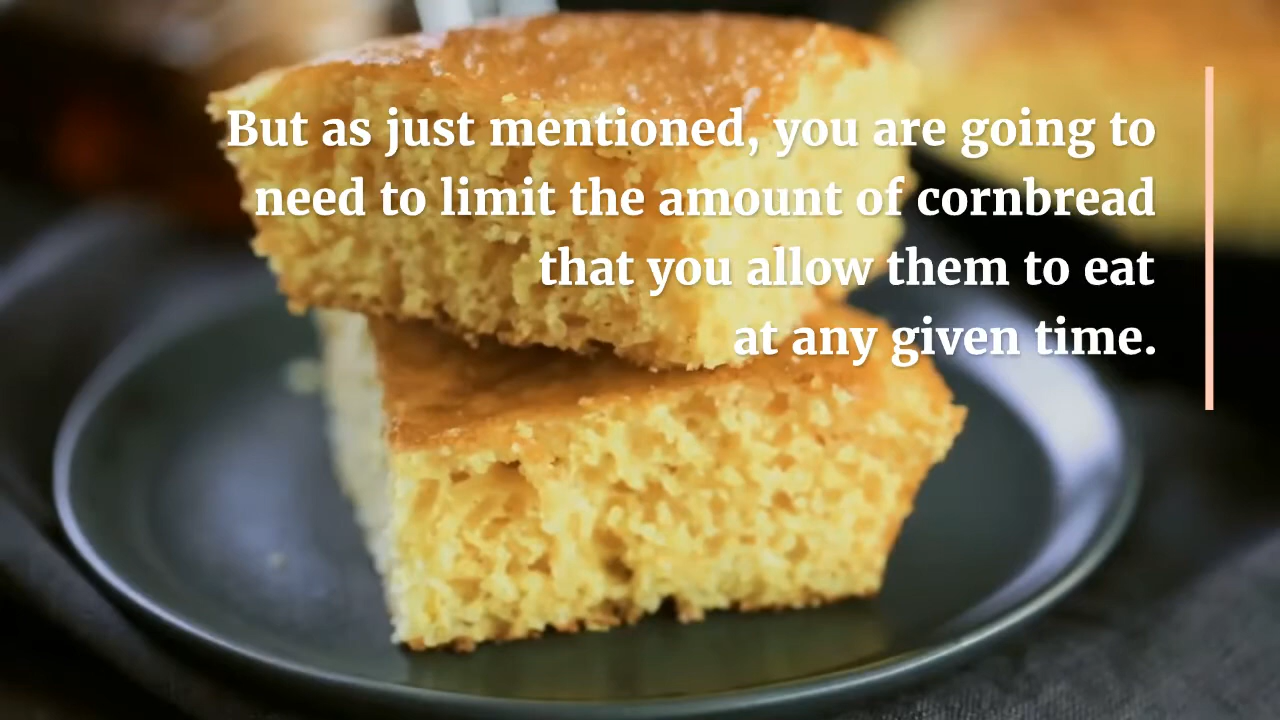 But as just mentioned, you are going to
need to limit the amount of cornbread
that you allow them to eat
at any given time.